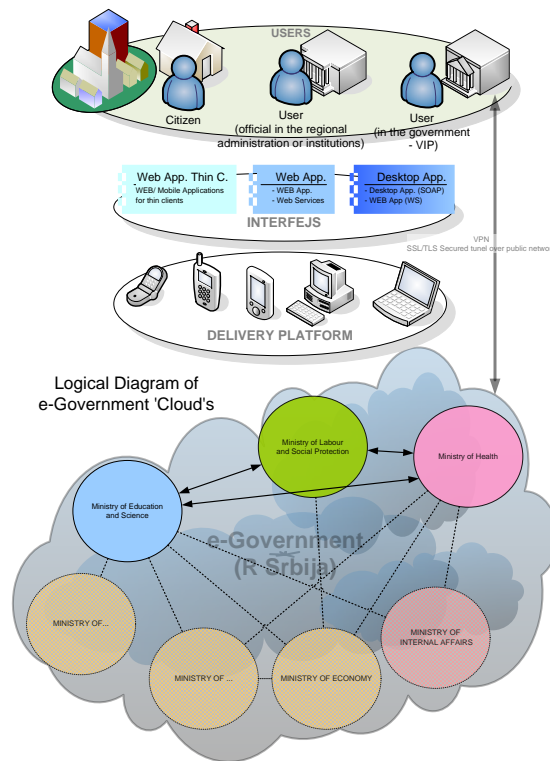 USERS
Citizen
User
(official in the regional
administration or institutions)
User
(in the government
- VIP)
Web App. Thin C.
WEB/ Mobile Applications
for thin clients
Web App.
- WEB App.
- Web Services
Desktop App.
- Desktop App. (SOAP)
- WEB App (WS)
INTERFEJS
VPN
SSL/TLS Secured tunel over public network
DELIVERY PLATFORM
Logical Diagram of
e-Government 'Cloud's
Ministry of Labour
and Social Protection
Ministry of Health
Ministry of Education
and Science
e-Government
(R Srbija)
MINISTRY OF...
MINISTRY OF
INTERNAL AFFAIRS
MINISTRY OF ...
MINISTRY OF ECONOMY